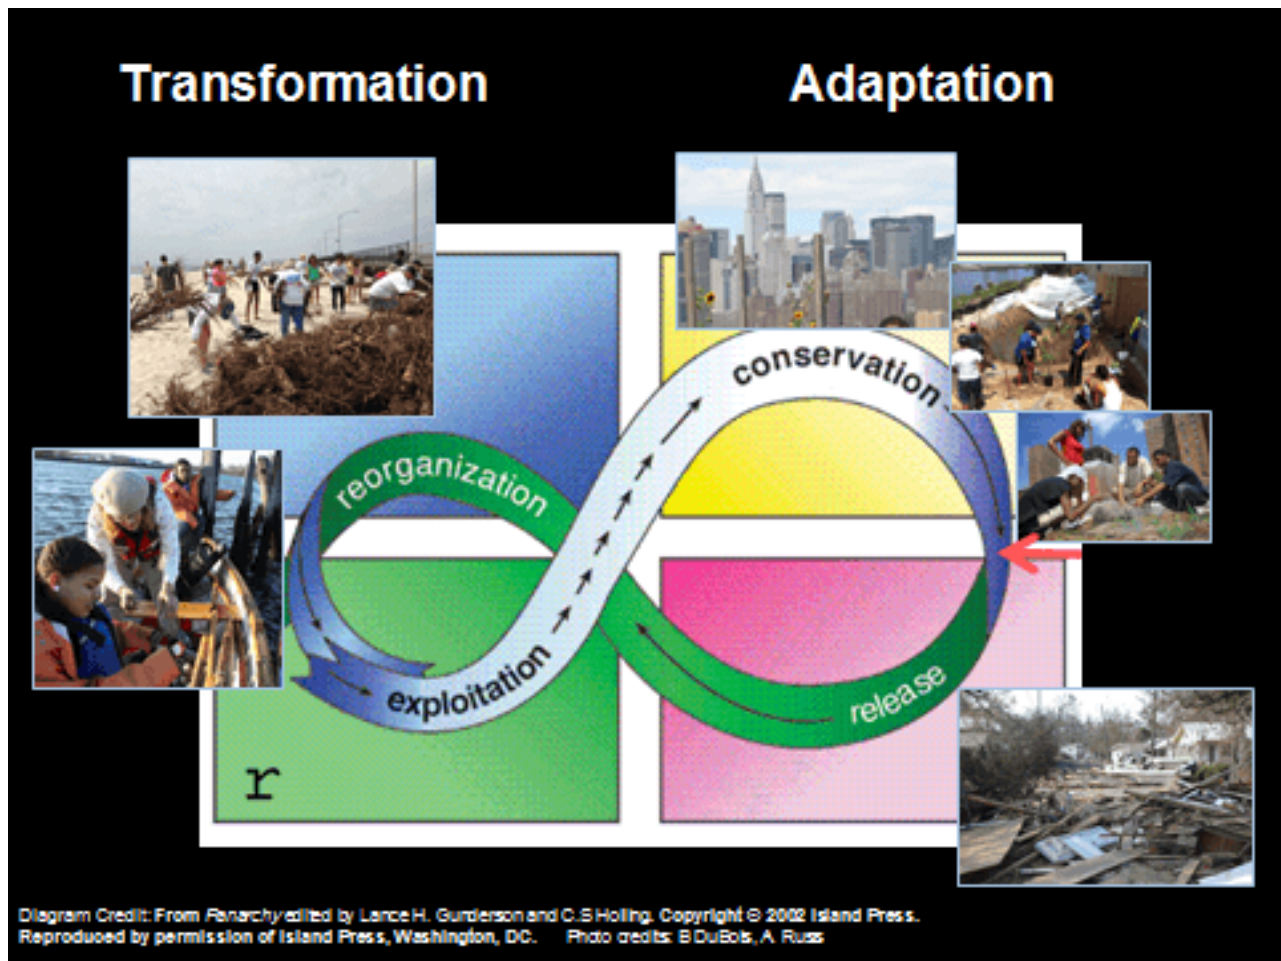 Transformation
Adaptation
conservation
reorganization
exploitation
release
r
Diagram Credit: From Panarchy edited by Lance H. Gunderson and C.S Holling. Copyright © 2002 Island Press.
Reproduced by permission of Island Press, Washington, DC. Photo credits: B DuBois, A. Russ